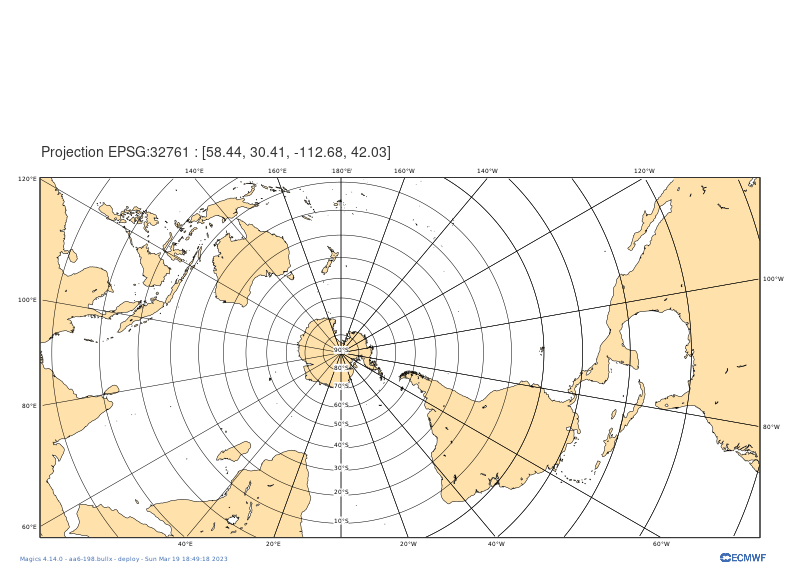 Projection EPSG:32761 : [58.44, 30.41, -112.68, 42.03]
140°E 160°E 180°E 160°W 140°W 120°W
120°E
100°W
100°E
90°S
80°S
70°S
60°S
80°E
50°S
80°W
40°S
30°S
20°S
10°S
60°E
40°E 20°E 20°W 40°W 60°W
Magics 4.14.0 - aa6-198.bullx - deploy - Sun Mar 19 18:49:18 2023
ECMWF